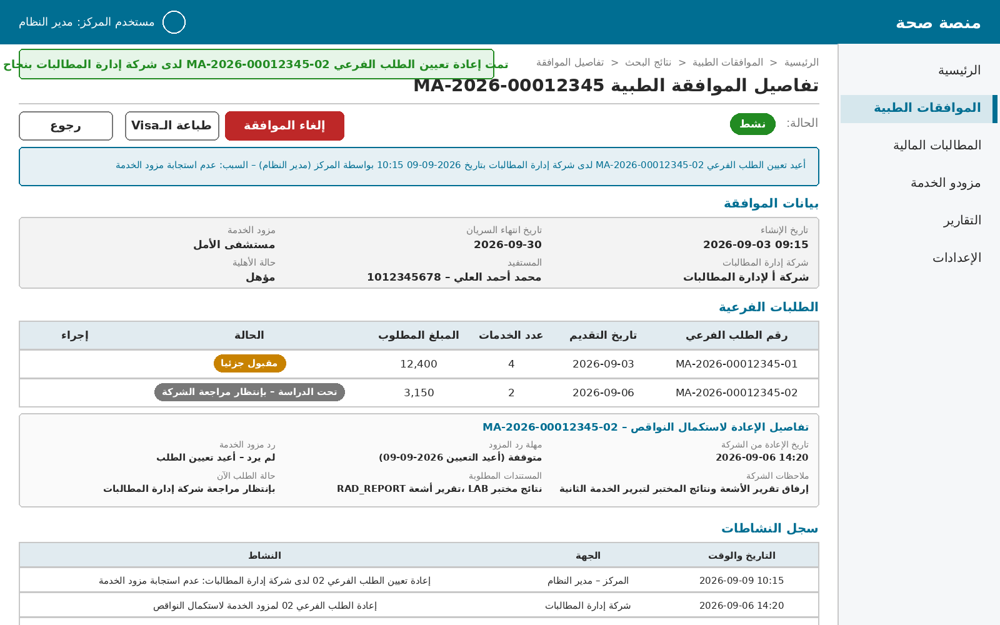 منصة صحة
مستخدم المركز: مدير النظام
الرئيسية
الموافقات الطبية
المطالبات المالية
مزودو الخدمة
التقارير
الإعدادات
الرئيسية > الموافقات الطبية > نتائج البحث > تفاصيل الموافقة
تمت إعادة تعيين الطلب الفرعي MA-2026-00012345-02 لدى شركة إدارة المطالبات بنجاح
تفاصيل الموافقة الطبية MA-2026-00012345
الحالة: نشط
إلغاء الموافقة
طباعة الـVisa
رجوع
أعيد تعيين الطلب الفرعي MA-2026-00012345-02 لدى شركة إدارة المطالبات بتاريخ 2026-09-09 10:15 بواسطة المركز (مدير النظام) – السبب: عدم استجابة مزود الخدمة
بيانات الموافقة
تاريخ الإنشاء تاريخ انتهاء السريان مزود الخدمة
2026-09-03 09:15 2026-09-30 مستشفى الأمل
شركة إدارة المطالبات المستفيد حالة الأهلية
شركة أ لإدارة المطالبات محمد أحمد العلي – 1012345678 مؤهل
الطلبات الفرعية
رقم الطلب الفرعي تاريخ التقديم عدد الخدمات المبلغ المطلوب الحالة إجراء
MA-2026-00012345-01 2026-09-03 4 12,400 مقبول جزئيا
MA-2026-00012345-02 2026-09-06 2 3,150 تحت الدراسة – بإنتظار مراجعة الشركة
تفاصيل الإعادة لاستكمال النواقص – MA-2026-00012345-02
تاريخ الإعادة من الشركة مهلة رد المزود رد مزود الخدمة
2026-09-06 14:20 متوقفة (أعيد التعيين 2026-09-09) لم يرد – أعيد تعيين الطلب
ملاحظات الشركة المستندات المطلوبة حالة الطلب الآن
إرفاق تقرير الأشعة ونتائج المختبر لتبرير الخدمة الثانية نتائج مختبر LAB، تقرير أشعة RAD_REPORT بإنتظار مراجعة شركة إدارة المطالبات
سجل النشاطات
التاريخ والوقت الجهة النشاط
2026-09-09 10:15 المركز – مدير النظام إعادة تعيين الطلب الفرعي 02 لدى شركة إدارة المطالبات: عدم استجابة مزود الخدمة
2026-09-06 14:20 شركة إدارة المطالبات إعادة الطلب الفرعي 02 لمزود الخدمة لاستكمال النواقص